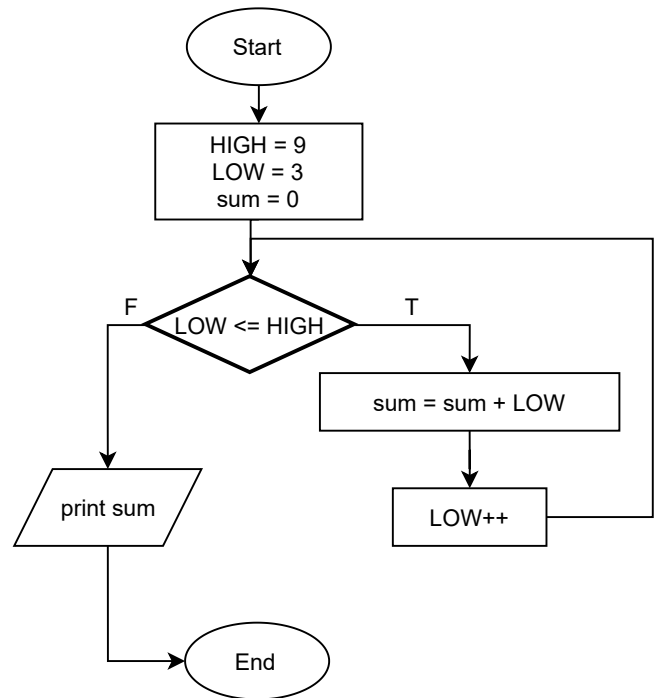 Start
HIGH = 9
LOW = 3
sum = 0
F
T
LOW <= HIGH
sum = sum + LOW
print sum
LOW++
End